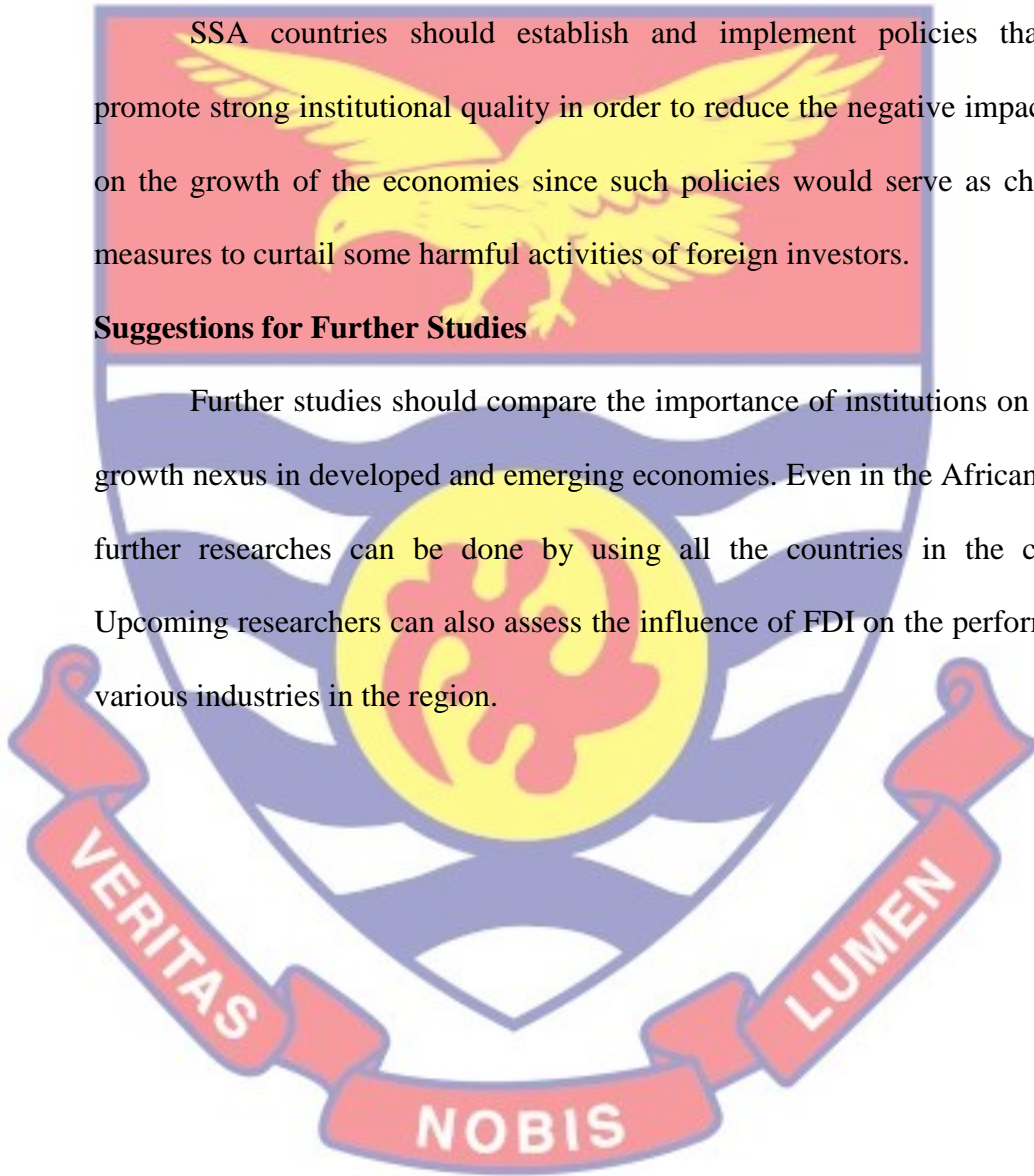 SSA countries should establish and implement policies tha
promote strong institutional quality in order to reduce the negative impac
on the growth of the economies since such policies would serve as ch
measures to curtail some harmful activities of foreign investors.
Suggestions for Further Studies
Further studies should compare the importance of institutions on
growth nexus in developed and emerging economies. Even in the African
further researches can be done by using all the countries in the c
Upcoming researchers can also assess the influence of FDI on the perform
various industries in the region.
VERITAS
NOBIS
LUMEN